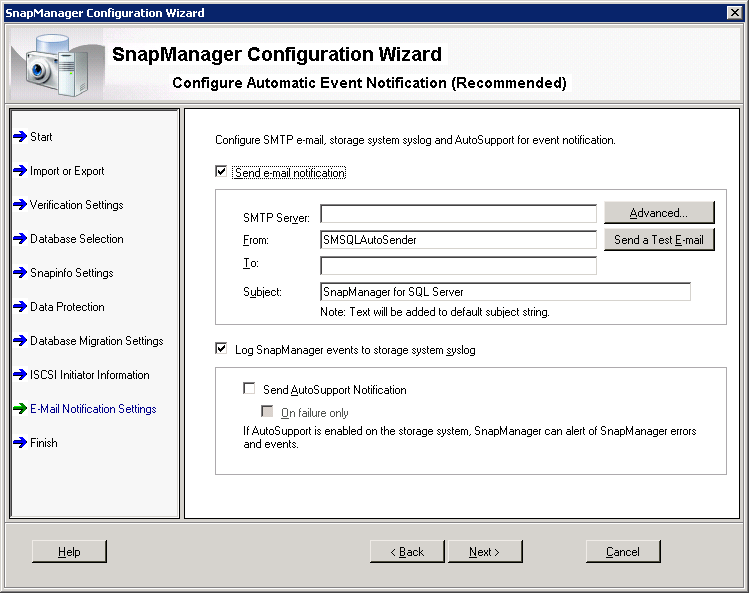 SnapManager Configuration Wizard
SnapManager Configuration Wizard
Configure Automatic Event Notification (Recommended)
Start
Import or Export
Verification Settings
Database Selection
Snapinfo Settings
Data Protection
Database Migration Settings
ISCSI Initiator Information
E-Mail Notification Settings
Finish
Configure SMTP e-mail, storage system syslog and AutoSupport for event notification.
Send e-mail notification
SMTP Server:
Advanced...
From: SMSQLAutoSender
Send a Test E-mail
To:
Subject: SnapManager for SQL Server
Note: Text will be added to default subject string.
Log SnapManager events to storage system syslog
Send AutoSupport Notification
On failure only
If AutoSupport is enabled on the storage system, SnapManager can alert of SnapManager errors
and events.
Help
< Back
Next >
Cancel